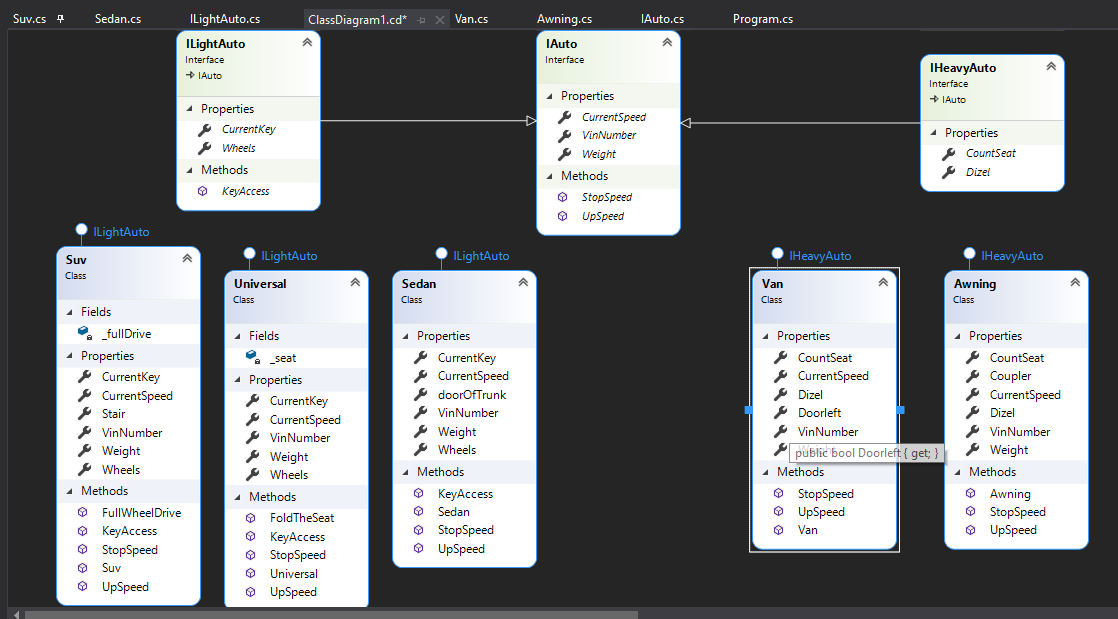 Suv.cs
Sedan.cs
ILightAuto.cs
ClassDiagram1.cd*
Van.cs
Awning.cs
IAuto.cs
Program.cs
ILightAuto
Interface
IAuto
Properties
CurrentKey
Wheels
Methods
KeyAccess
IAuto
Interface
Properties
CurrentSpeed
VinNumber
Weight
Methods
StopSpeed
UpSpeed
IHeavyAuto
Interface
IAuto
Properties
CountSeat
Dizel
ILightAuto
Suv
Class
Fields
_fullDrive
Properties
CurrentKey
CurrentSpeed
Stair
VinNumber
Weight
Wheels
Methods
FullWheelDrive
KeyAccess
StopSpeed
Suv
UpSpeed
ILightAuto
Universal
Class
Fields
_seat
Properties
CurrentKey
CurrentSpeed
VinNumber
Weight
Wheels
Methods
FoldTheSeat
KeyAccess
StopSpeed
Universal
UpSpeed
ILightAuto
Sedan
Class
Properties
CurrentKey
CurrentSpeed
doorOfTrunk
VinNumber
Weight
Wheels
Methods
KeyAccess
Sedan
StopSpeed
UpSpeed
IHeavyAuto
Van
Class
Properties
CountSeat
CurrentSpeed
Dizel
Doorleft
VinNumber
public bool Doorleft { get; }
Methods
StopSpeed
UpSpeed
Van
IHeavyAuto
Awning
Class
Properties
CountSeat
Coupler
CurrentSpeed
Dizel
VinNumber
Weight
Methods
Awning
StopSpeed
UpSpeed